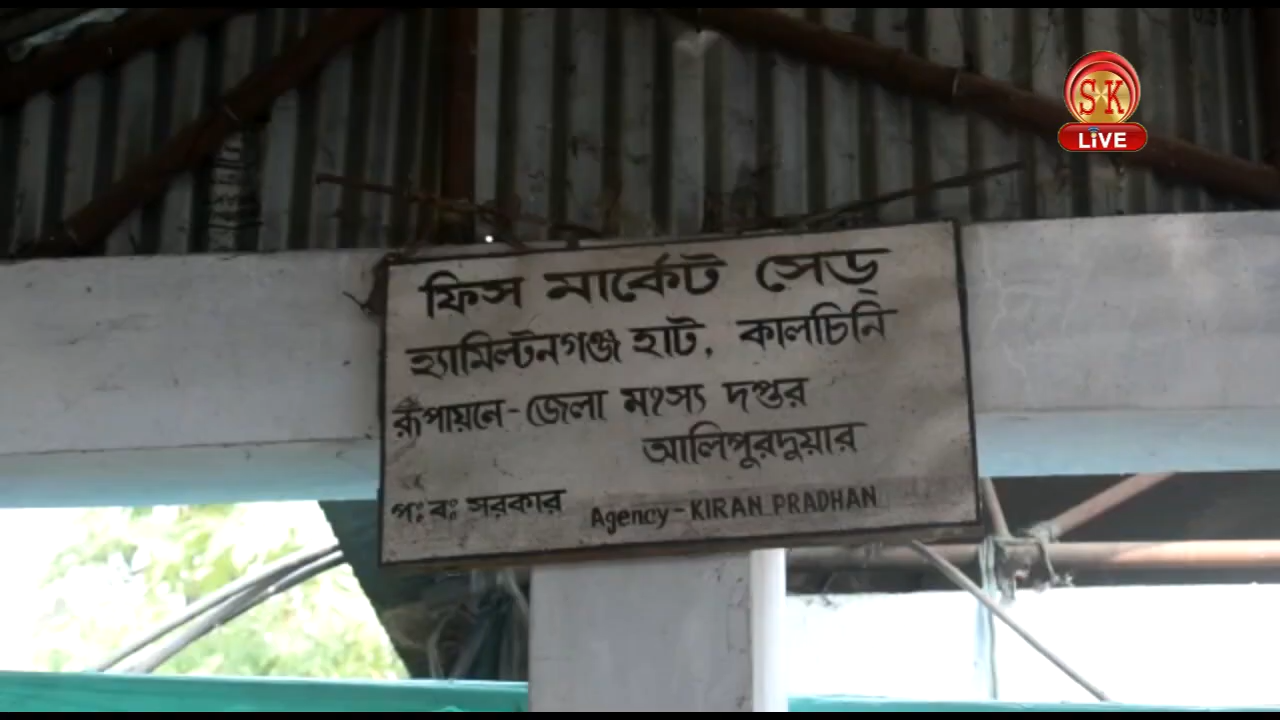 SK
LIVE
ফিস মার্কেট সেড্
হ্যামিল্টনগঞ্জ হাট, কালচিনি
রূপায়নে - জেলা মৎস্য দপ্তর
আলিপুরদুয়ার
পঃ বঃ সরকার Agency - KIRAN PRADHAN